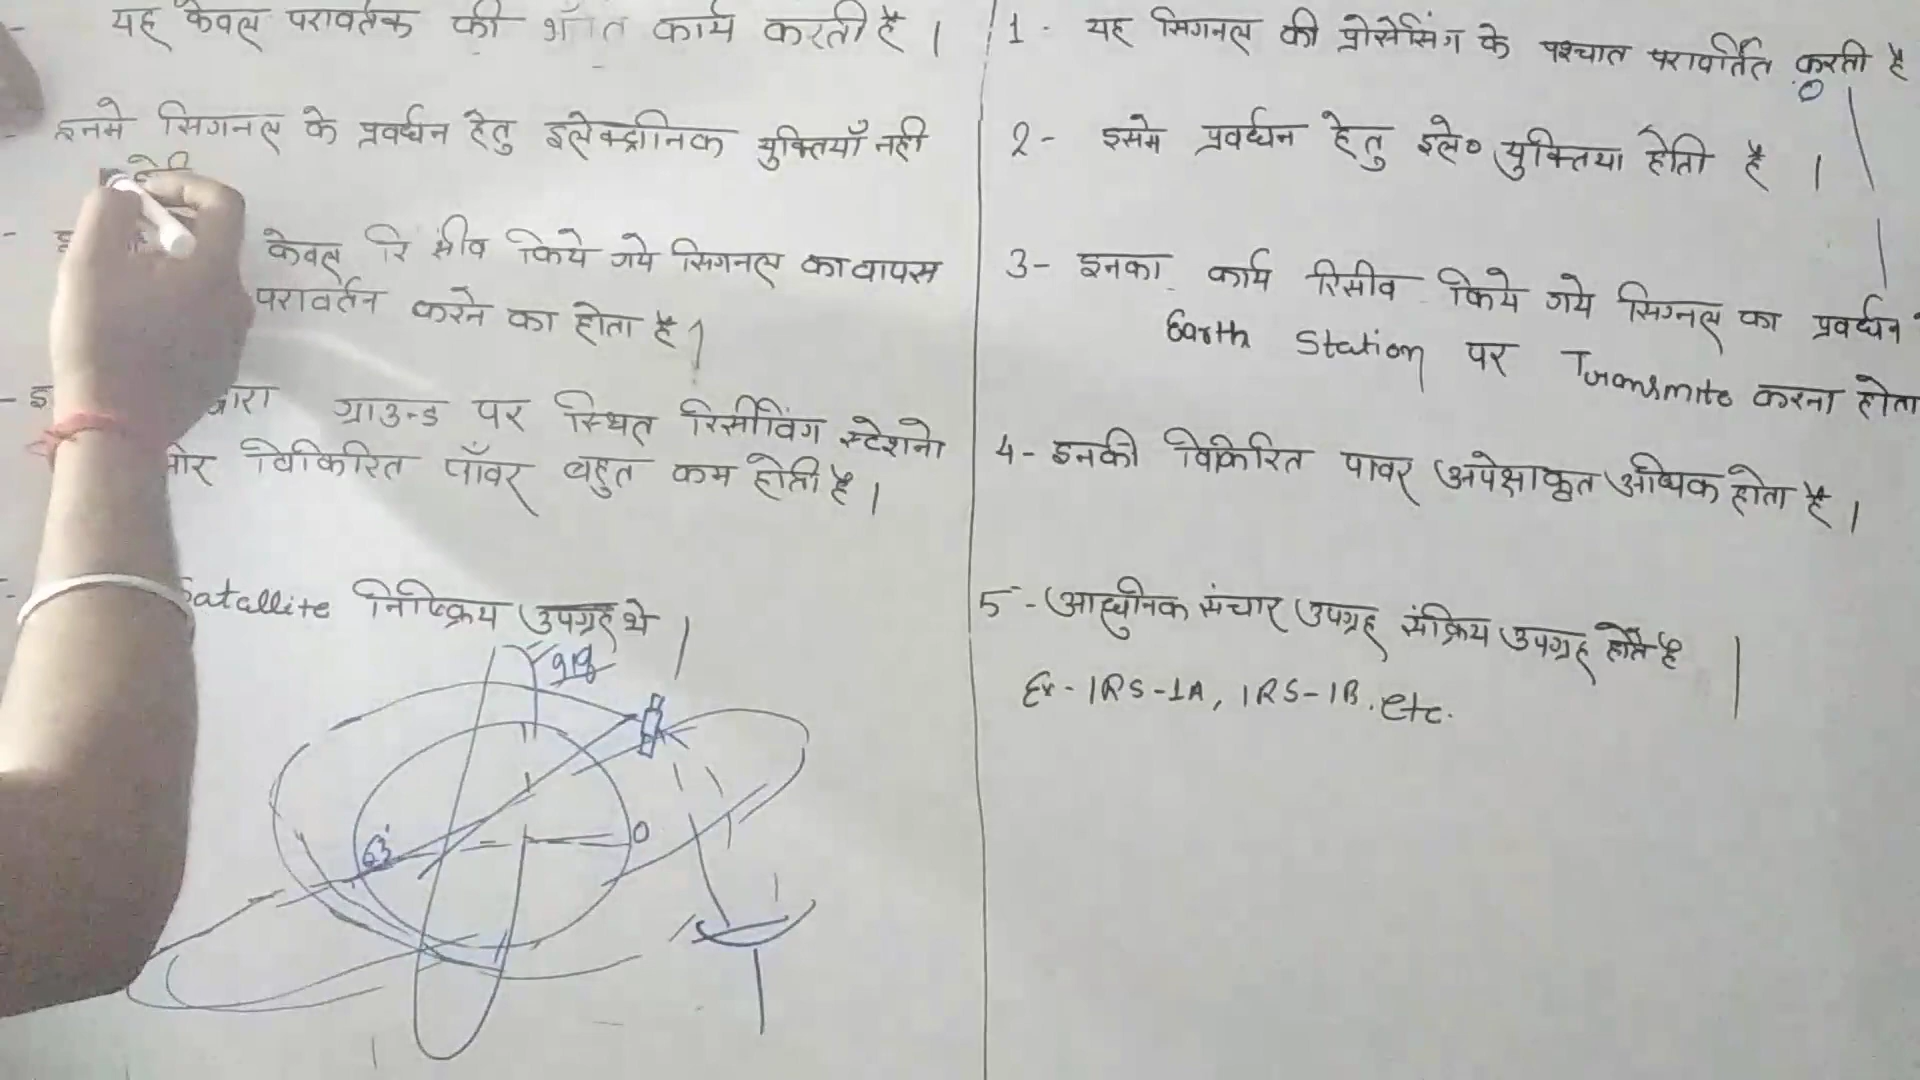 यह केवल परावर्तक की भाँति कार्य करती है ।
इनमे सिगनल के प्रवर्धन हेतु इलेक्ट्रानिक युक्तियाँ नही
केवल रिसीव किये गये सिगनल का वापस
परावर्तन करने का होता है ।
ग्राउन्ड पर स्थित रिसीविंग स्टेशनो
विकिरित पॉवर बहुत कम होती है ।
Satallite निष्क्रिय उपग्रह थे ।
1- यह सिगनल की प्रोसेसिंग के पश्चात परावर्तित करती है
2- इसमे प्रवर्धन हेतु इले० युक्तिया होती है ।
3- इनका कार्य रिसीव किये गये सिग्नल का प्रवर्धन
Earth Station पर Transmite करना होता
4- इनकी विकिरित पावर अपेक्षाकृत अधिक होता है ।
5- आधुनिक संचार उपग्रह सक्रिय उपग्रह होते है
Ex- IRS-1A, IRS-1B, etc.
63
0